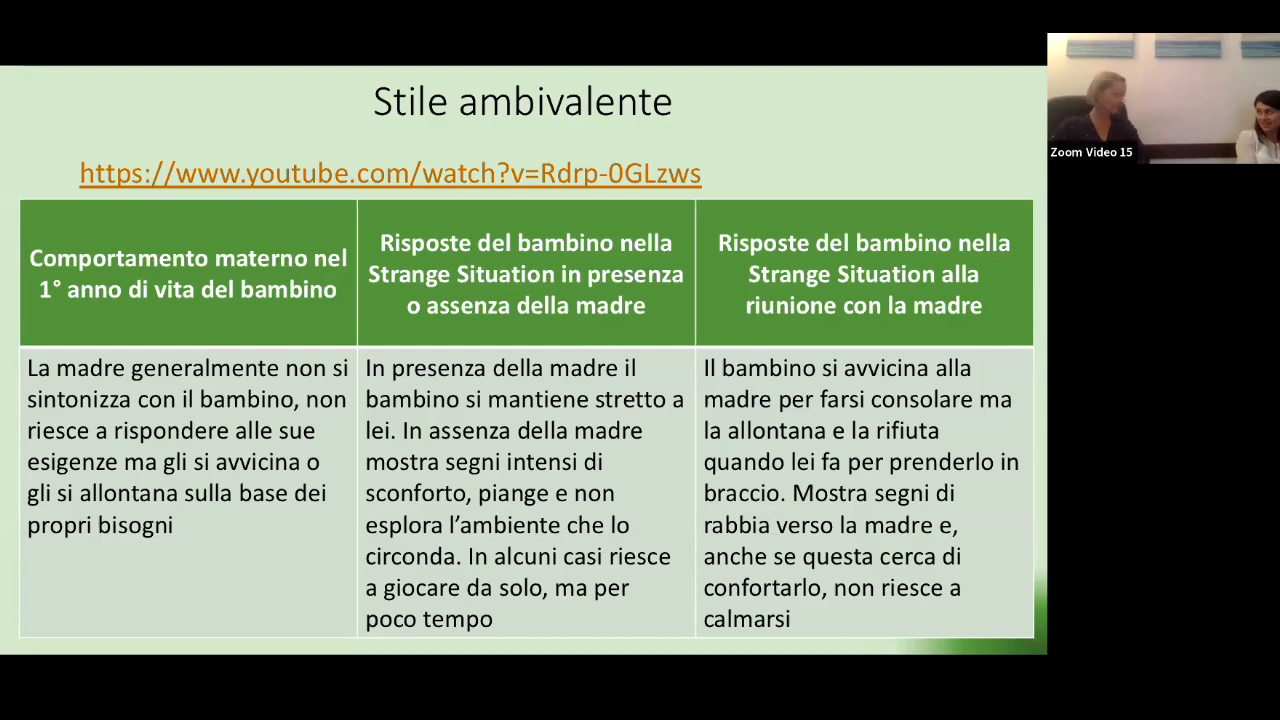 Stile ambivalente
https://www.youtube.com/watch?v=Rdrp-0GLzws
Comportamento materno nel
1° anno di vita del bambino
Risposte del bambino nella
Strange Situation in presenza
o assenza della madre
Risposte del bambino nella
Strange Situation alla
riunione con la madre
La madre generalmente non si
sintonizza con il bambino, non
riesce a rispondere alle sue
esigenze ma gli si avvicina o
gli si allontana sulla base dei
propri bisogni
In presenza della madre il
bambino si mantiene stretto a
lei. In assenza della madre
mostra segni intensi di
sconforto, piange e non
esplora l’ambiente che lo
circonda. In alcuni casi riesce
a giocare da solo, ma per
poco tempo
Il bambino si avvicina alla
madre per farsi consolare ma
la allontana e la rifiuta
quando lei fa per prenderlo in
braccio. Mostra segni di
rabbia verso la madre e,
anche se questa cerca di
confortarlo, non riesce a
calmarsi
Zoom Video 15